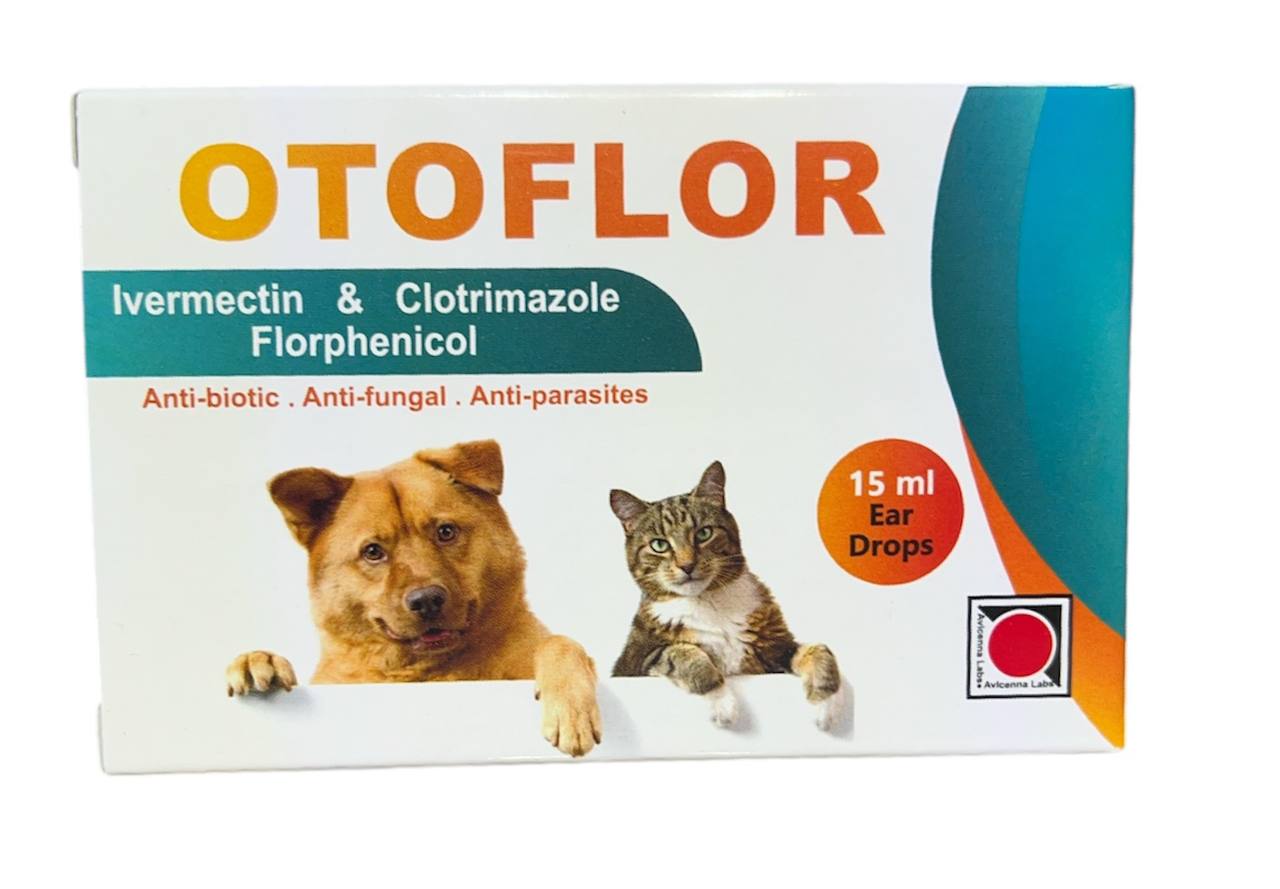 OTOFLOR
Ivermectin & Clotrimazole
Florphenicol
Anti-biotic . Anti-fungal . Anti-parasites
15 ml
Ear
Drops
Avicenna Labs
Avicenna Labs